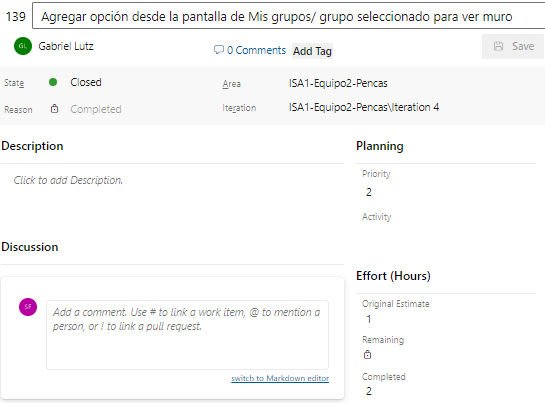 139 Agregar opción desde la pantalla de Mis grupos/ grupo seleccionado para ver muro
GL Gabriel Lutz 0 Comments Add Tag Save
State Closed Area ISA1-Equipo2-Pencas
Reason Completed Iteration ISA1-Equipo2-Pencas\Iteration 4
Description Planning
Click to add Description. Priority
2
Activity
Discussion
Effort (Hours)
SF Add a comment. Use # to link a work item, @ to mention a Original Estimate
person, or ! to link a pull request. 1
Remaining
switch to Markdown editor Completed
2